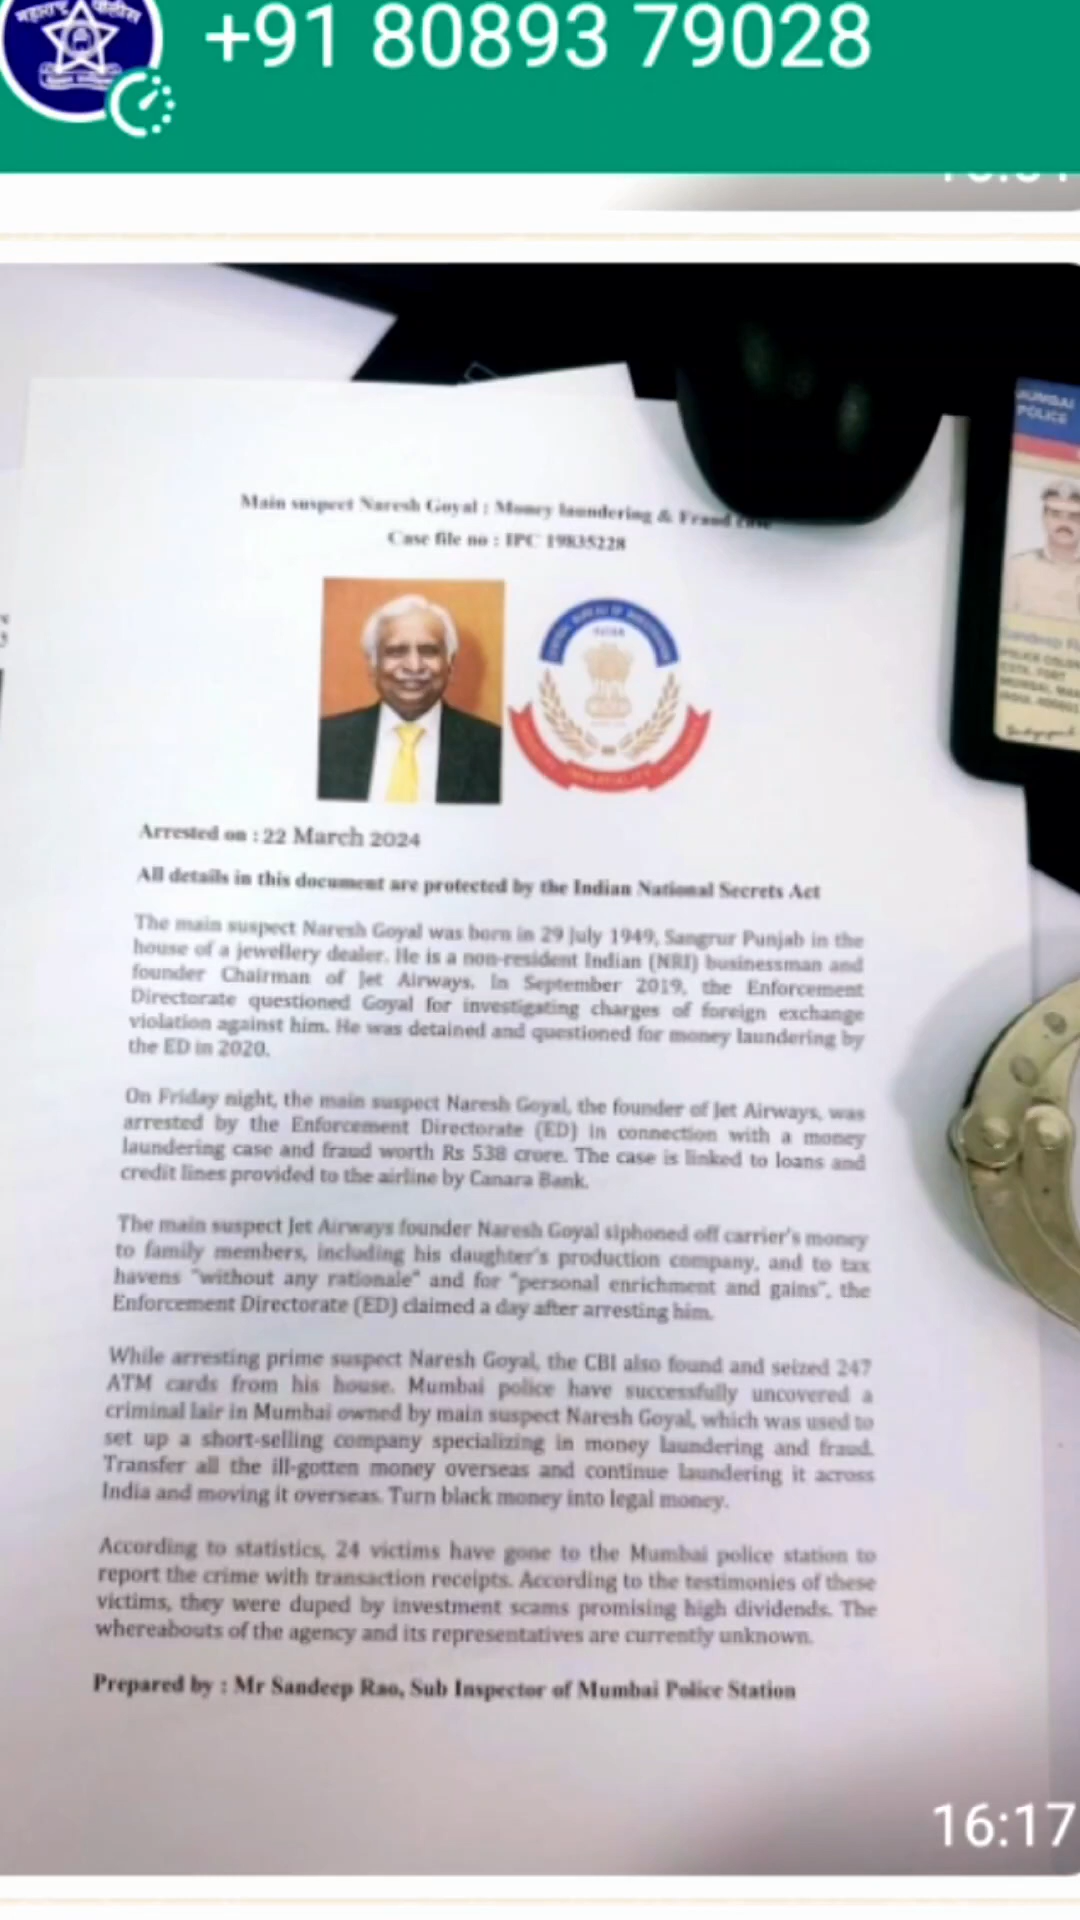 महाराष्ट्र पोलीस
+91 80893 79028
MUMBAI
POLICE
Main suspect Naresh Goyal : Money laundering & Fraud case
Case file no : IPC 19835228
Arrested on : 22 March 2024
All details in this document are protected by the Indian National Secrets Act
The main suspect Naresh Goyal was born in 29 July 1949, Sangrur Punjab in the
house of a jewellery dealer. He is a non-resident Indian (NRI) businessman and
founder Chairman of Jet Airways. In September 2019, the Enforcement
Directorate questioned Goyal for investigating charges of foreign exchange
violation against him. He was detained and questioned for money laundering by
the ED in 2020.
On Friday night, the main suspect Naresh Goyal, the founder of Jet Airways, was
arrested by the Enforcement Directorate (ED) in connection with a money
laundering case and fraud worth Rs 538 crore. The case is linked to loans and
credit lines provided to the airline by Canara Bank.
The main suspect Jet Airways founder Naresh Goyal siphoned off carrier's money
to family members, including his daughter's production company, and to tax
havens "without any rationale" and for "personal enrichment and gains", the
Enforcement Directorate (ED) claimed a day after arresting him.
While arresting prime suspect Naresh Goyal, the CBI also found and seized 247
ATM cards from his house. Mumbai police have successfully uncovered a
criminal lair in Mumbai owned by main suspect Naresh Goyal, which was used to
set up a short-selling company specializing in money laundering and fraud.
Transfer all the ill-gotten money overseas and continue laundering it across
India and moving it overseas. Turn black money into legal money.
According to statistics, 24 victims have gone to the Mumbai police station to
report the crime with transaction receipts. According to the testimonies of these
victims, they were duped by investment scams promising high dividends. The
whereabouts of the agency and its representatives are currently unknown.
Prepared by : Mr Sandeep Rao, Sub Inspector of Mumbai Police Station
16:17